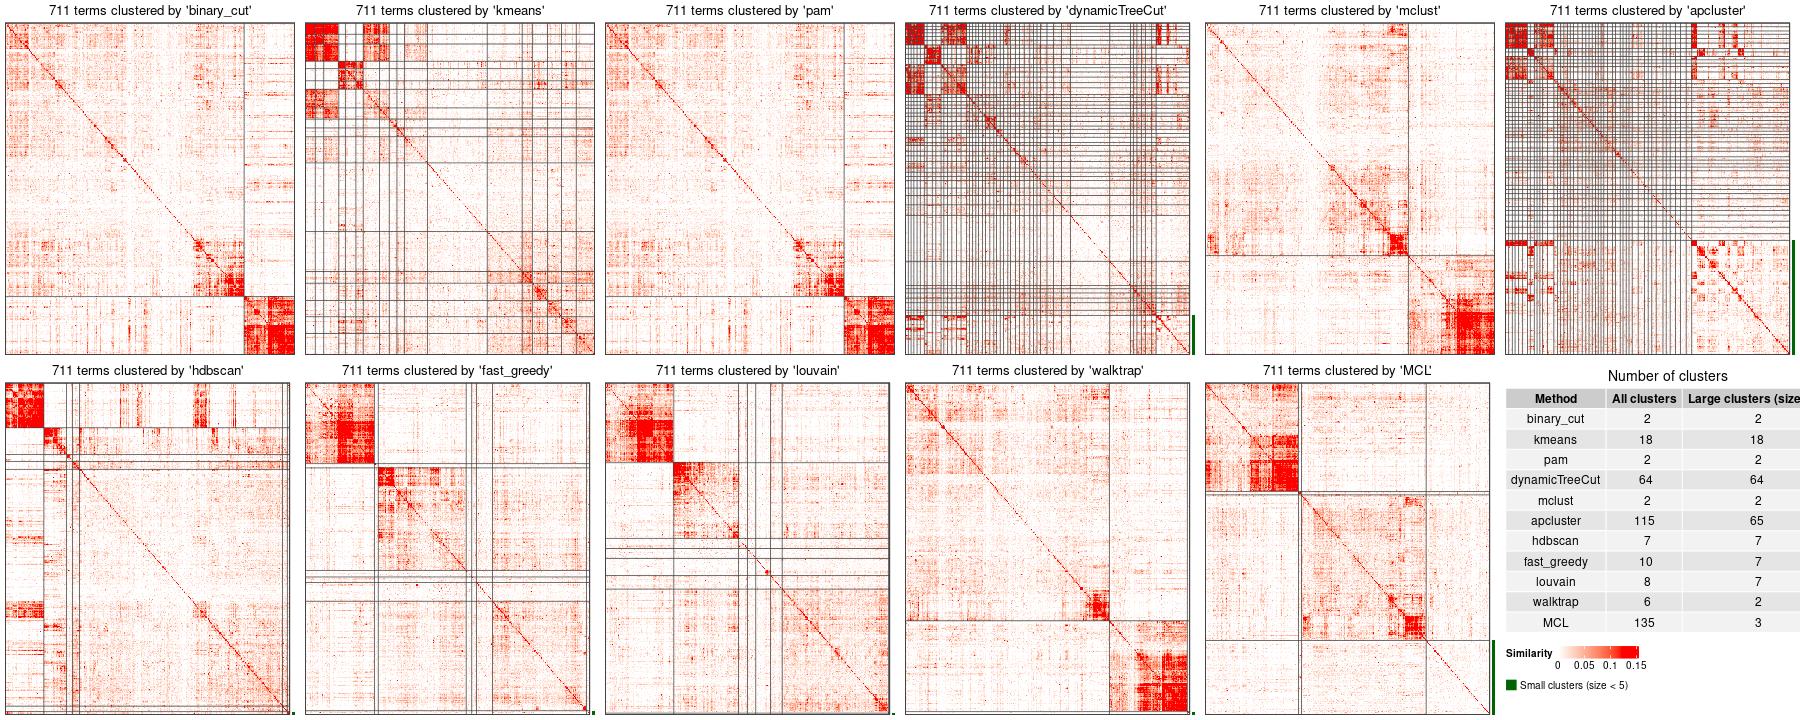 711 terms clustered by 'binary_cut'
711 terms clustered by 'kmeans'
711 terms clustered by 'pam'
711 terms clustered by 'dynamicTreeCut'
711 terms clustered by 'mclust'
711 terms clustered by 'apcluster'
711 terms clustered by 'hdbscan'
711 terms clustered by 'fast_greedy'
711 terms clustered by 'louvain'
711 terms clustered by 'walktrap'
711 terms clustered by 'MCL'
Number of clusters
Method All clusters Large clusters (size
binary_cut 2 2
kmeans 18 18
pam 2 2
dynamicTreeCut 64 64
mclust 2 2
apcluster 115 65
hdbscan 7 7
fast_greedy 10 7
louvain 8 7
walktrap 6 2
MCL 135 3
Similarity
0 0.05 0.1 0.15
Small clusters (size < 5)